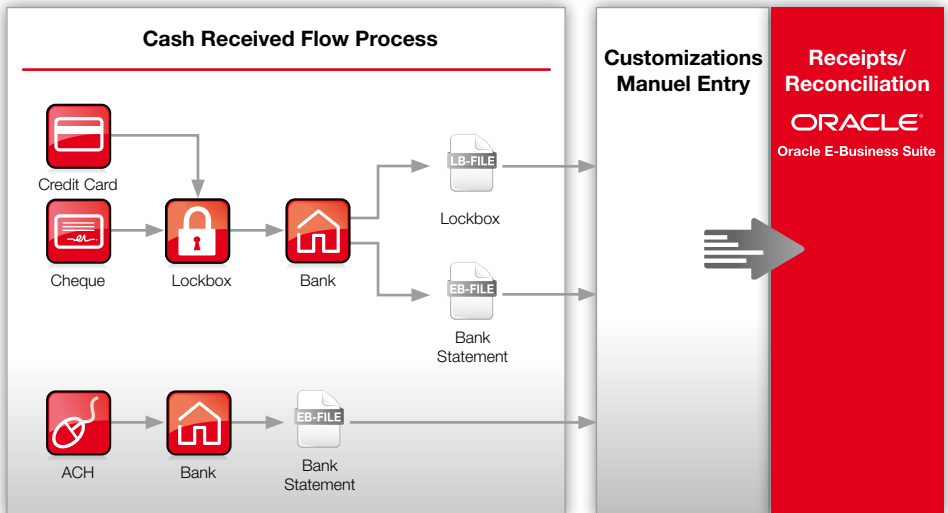 Cash Received Flow Process
Customizations
Manuel Entry
Receipts/
Reconciliation
ORACLE®
Oracle E-Business Suite
Credit Card
LB-FILE
Lockbox
Cheque
Lockbox
Bank
EB-FILE
Bank
Statement
ACH
Bank
EB-FILE
Bank
Statement